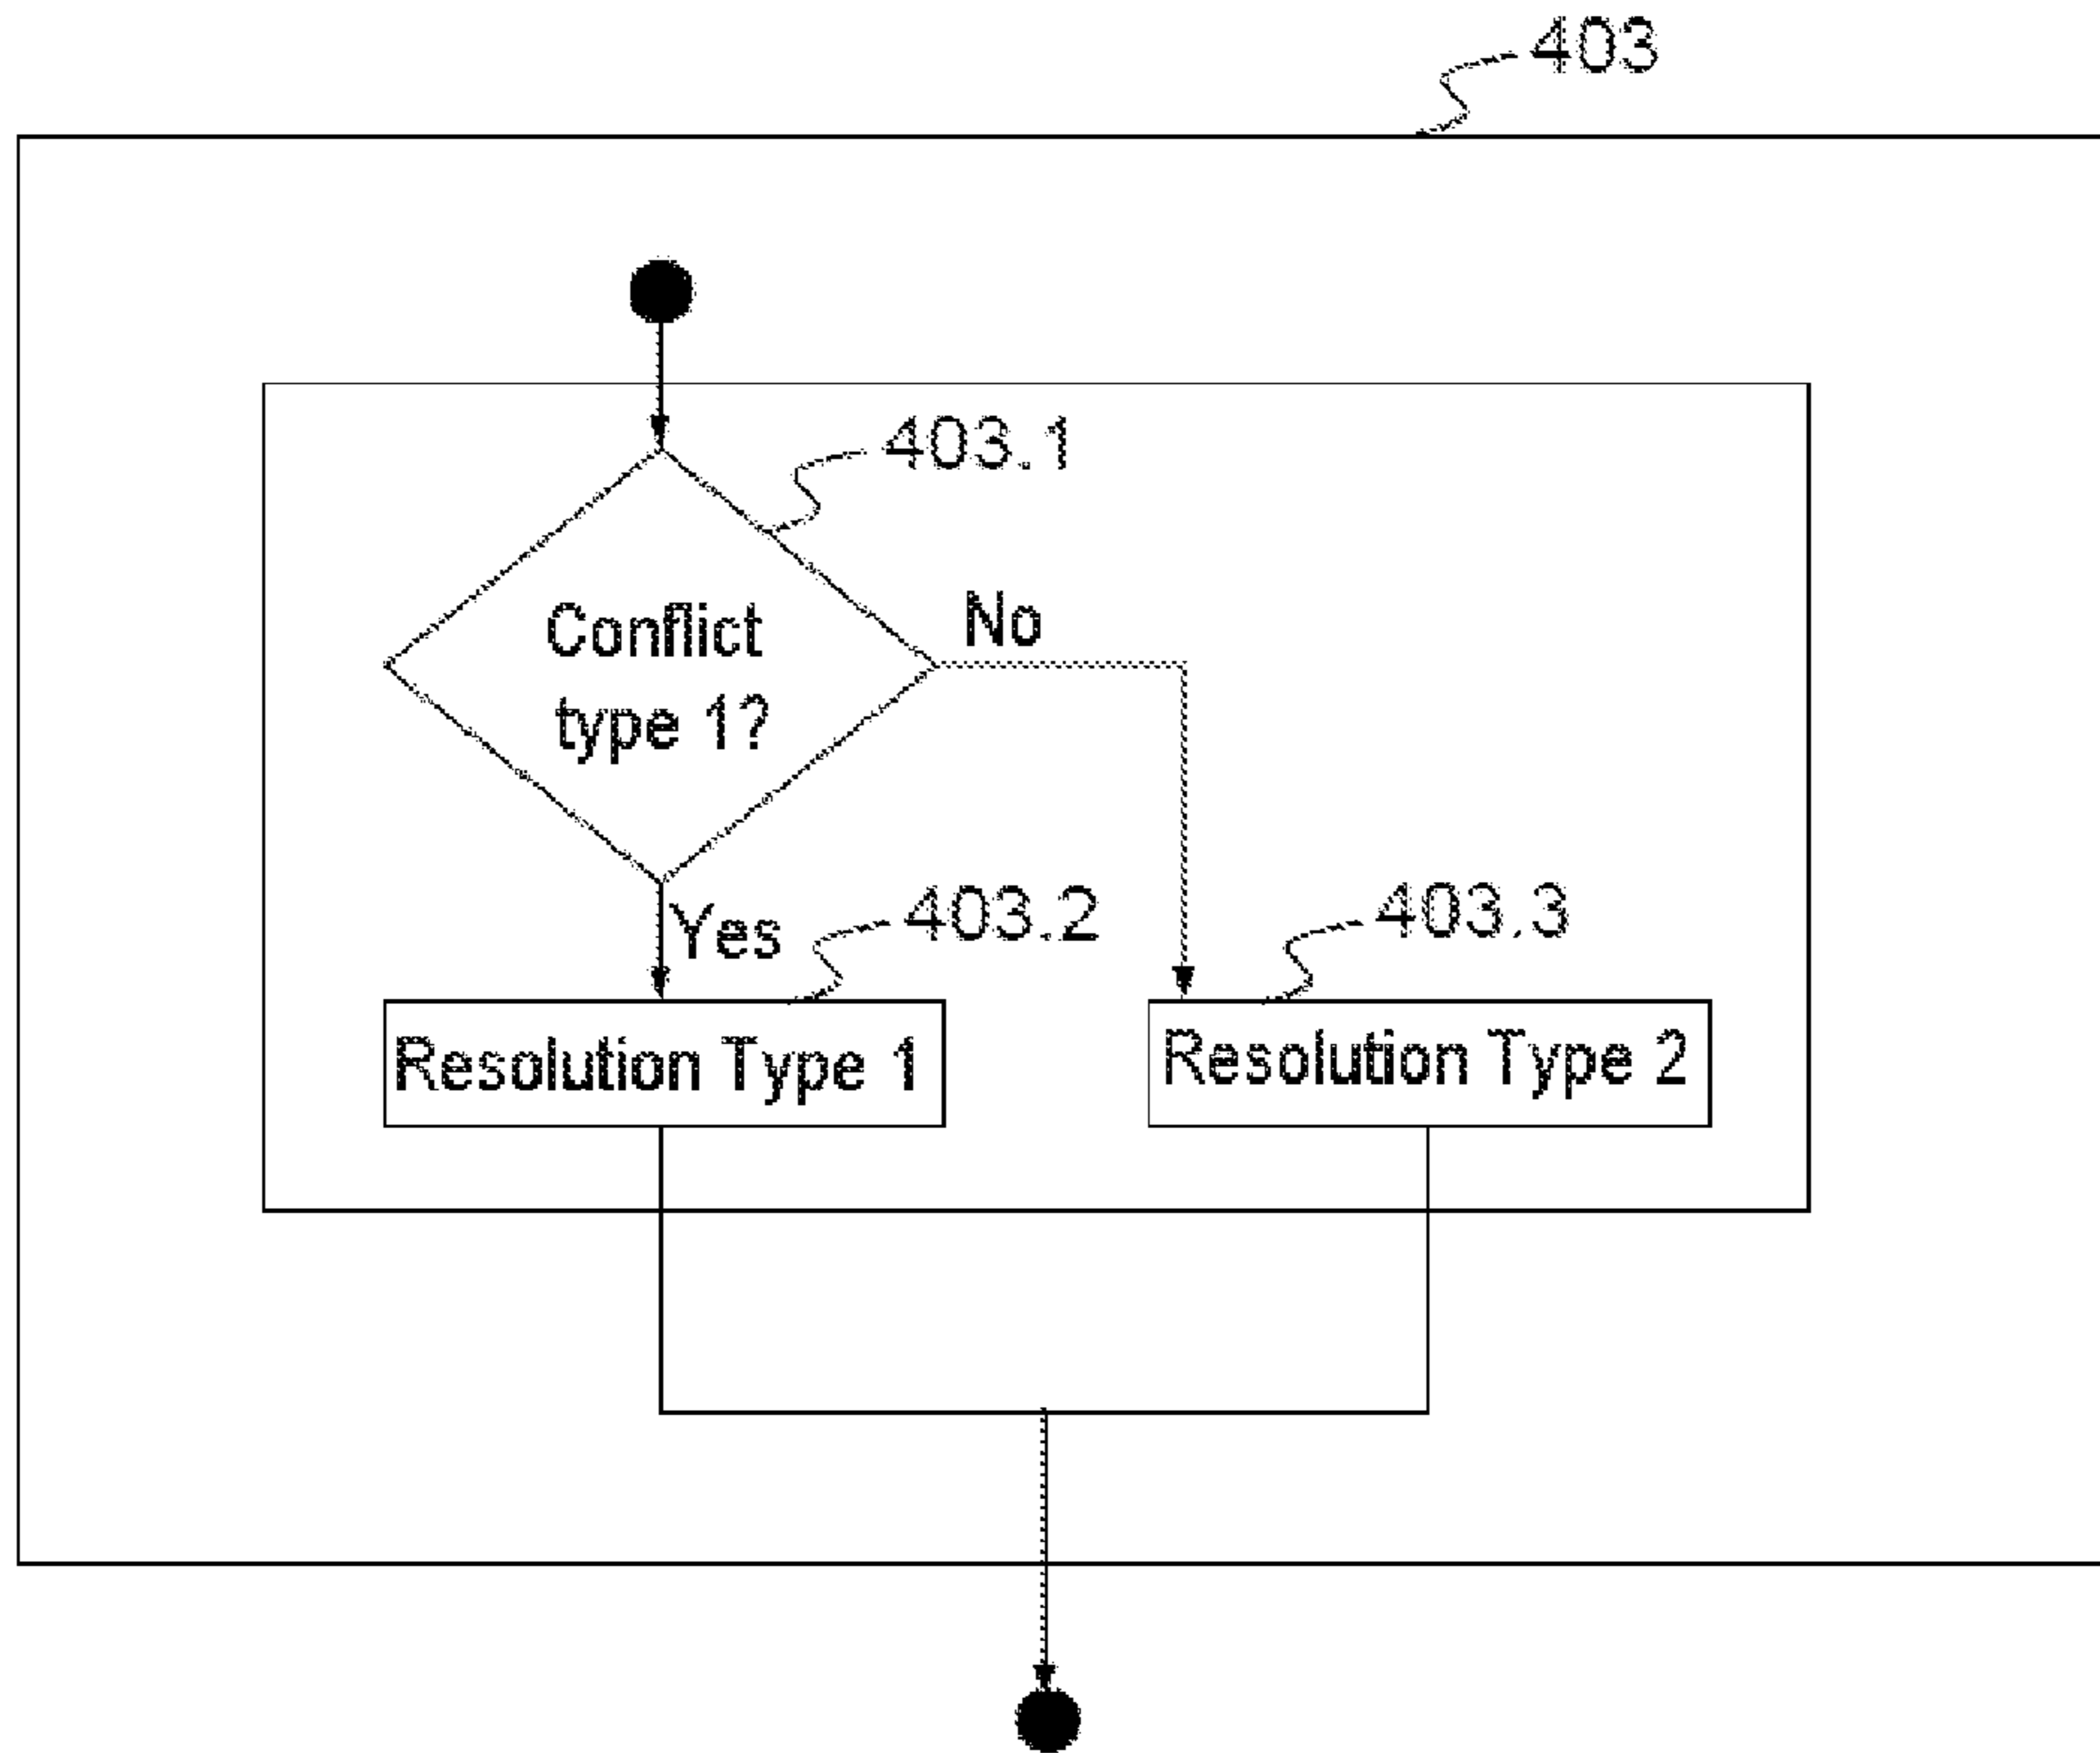 403
403.1
Conflict
type 1?
No
Yes
403.2
403.3
Resolution Type 1
Resolution Type 2